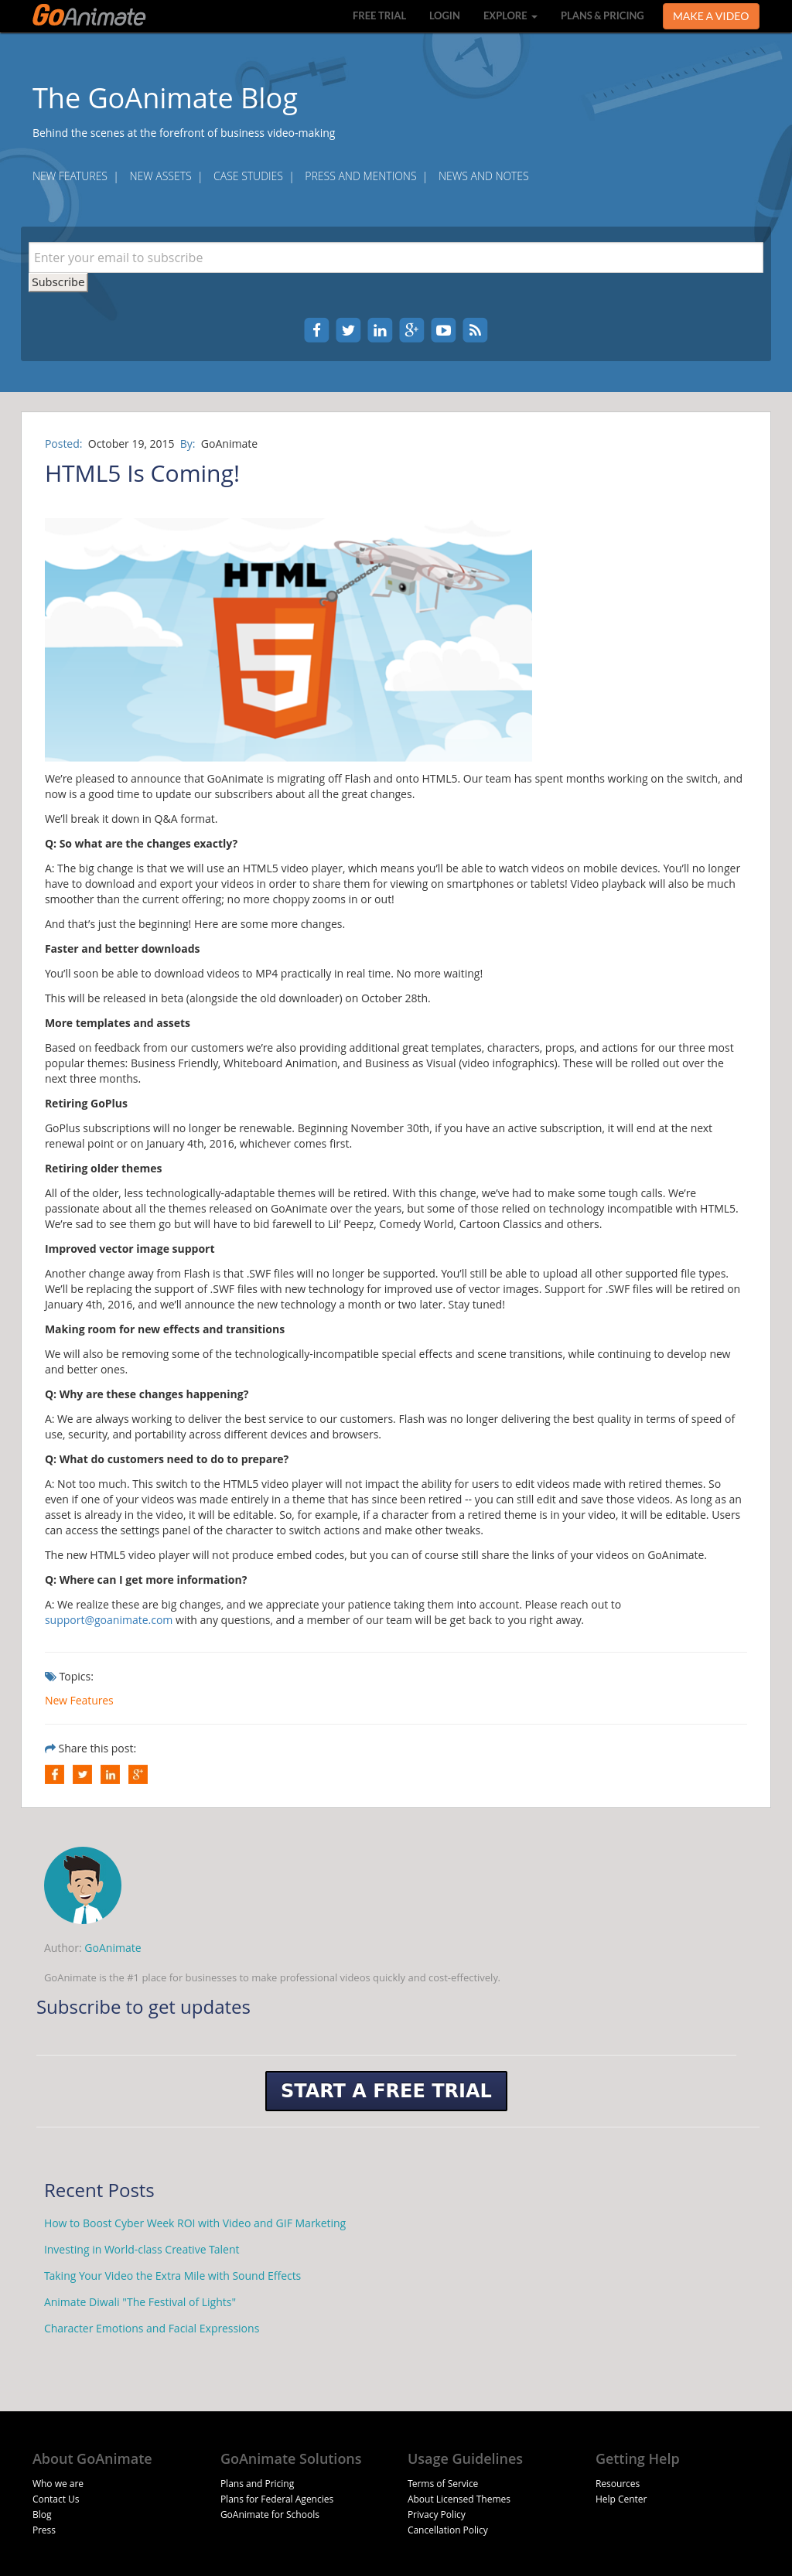 GoAnimate
FREE TRIAL LOGIN EXPLORE PLANS & PRICING MAKE A VIDEO
The GoAnimate Blog
Behind the scenes at the forefront of business video-making
NEW FEATURES | NEW ASSETS | CASE STUDIES | PRESS AND MENTIONS | NEWS AND NOTES
Enter your email to subscribe
Subscribe
Posted: October 19, 2015 By: GoAnimate
HTML5 Is Coming!
HTML
5
We’re pleased to announce that GoAnimate is migrating off Flash and onto HTML5. Our team has spent months working on the switch, and
now is a good time to update our subscribers about all the great changes.
We’ll break it down in Q&A format.
Q: So what are the changes exactly?
A: The big change is that we will use an HTML5 video player, which means you’ll be able to watch videos on mobile devices. You’ll no longer
have to download and export your videos in order to share them for viewing on smartphones or tablets! Video playback will also be much
smoother than the current offering; no more choppy zooms in or out!
And that’s just the beginning! Here are some more changes.
Faster and better downloads
You’ll soon be able to download videos to MP4 practically in real time. No more waiting!
This will be released in beta (alongside the old downloader) on October 28th.
More templates and assets
Based on feedback from our customers we’re also providing additional great templates, characters, props, and actions for our three most
popular themes: Business Friendly, Whiteboard Animation, and Business as Visual (video infographics). These will be rolled out over the
next three months.
Retiring GoPlus
GoPlus subscriptions will no longer be renewable. Beginning November 30th, if you have an active subscription, it will end at the next
renewal point or on January 4th, 2016, whichever comes first.
Retiring older themes
All of the older, less technologically-adaptable themes will be retired. With this change, we’ve had to make some tough calls. We’re
passionate about all the themes released on GoAnimate over the years, but some of those relied on technology incompatible with HTML5.
We’re sad to see them go but will have to bid farewell to Lil’ Peepz, Comedy World, Cartoon Classics and others.
Improved vector image support
Another change away from Flash is that .SWF files will no longer be supported. You’ll still be able to upload all other supported file types.
We’ll be replacing the support of .SWF files with new technology for improved use of vector images. Support for .SWF files will be retired on
January 4th, 2016, and we’ll announce the new technology a month or two later. Stay tuned!
Making room for new effects and transitions
We will also be removing some of the technologically-incompatible special effects and scene transitions, while continuing to develop new
and better ones.
Q: Why are these changes happening?
A: We are always working to deliver the best service to our customers. Flash was no longer delivering the best quality in terms of speed of
use, security, and portability across different devices and browsers.
Q: What do customers need to do to prepare?
A: Not too much. This switch to the HTML5 video player will not impact the ability for users to edit videos made with retired themes. So
even if one of your videos was made entirely in a theme that has since been retired -- you can still edit and save those videos. As long as an
asset is already in the video, it will be editable. So, for example, if a character from a retired theme is in your video, it will be editable. Users
can access the settings panel of the character to switch actions and make other tweaks.
The new HTML5 video player will not produce embed codes, but you can of course still share the links of your videos on GoAnimate.
Q: Where can I get more information?
A: We realize these are big changes, and we appreciate your patience taking them into account. Please reach out to
support@goanimate.com with any questions, and a member of our team will be get back to you right away.
Topics:
New Features
Share this post:
Author: GoAnimate
GoAnimate is the #1 place for businesses to make professional videos quickly and cost-effectively.
Subscribe to get updates
START A FREE TRIAL
Recent Posts
How to Boost Cyber Week ROI with Video and GIF Marketing
Investing in World-class Creative Talent
Taking Your Video the Extra Mile with Sound Effects
Animate Diwali "The Festival of Lights"
Character Emotions and Facial Expressions
About GoAnimate
Who we are
Contact Us
Blog
Press
GoAnimate Solutions
Plans and Pricing
Plans for Federal Agencies
GoAnimate for Schools
Usage Guidelines
Terms of Service
About Licensed Themes
Privacy Policy
Cancellation Policy
Getting Help
Resources
Help Center